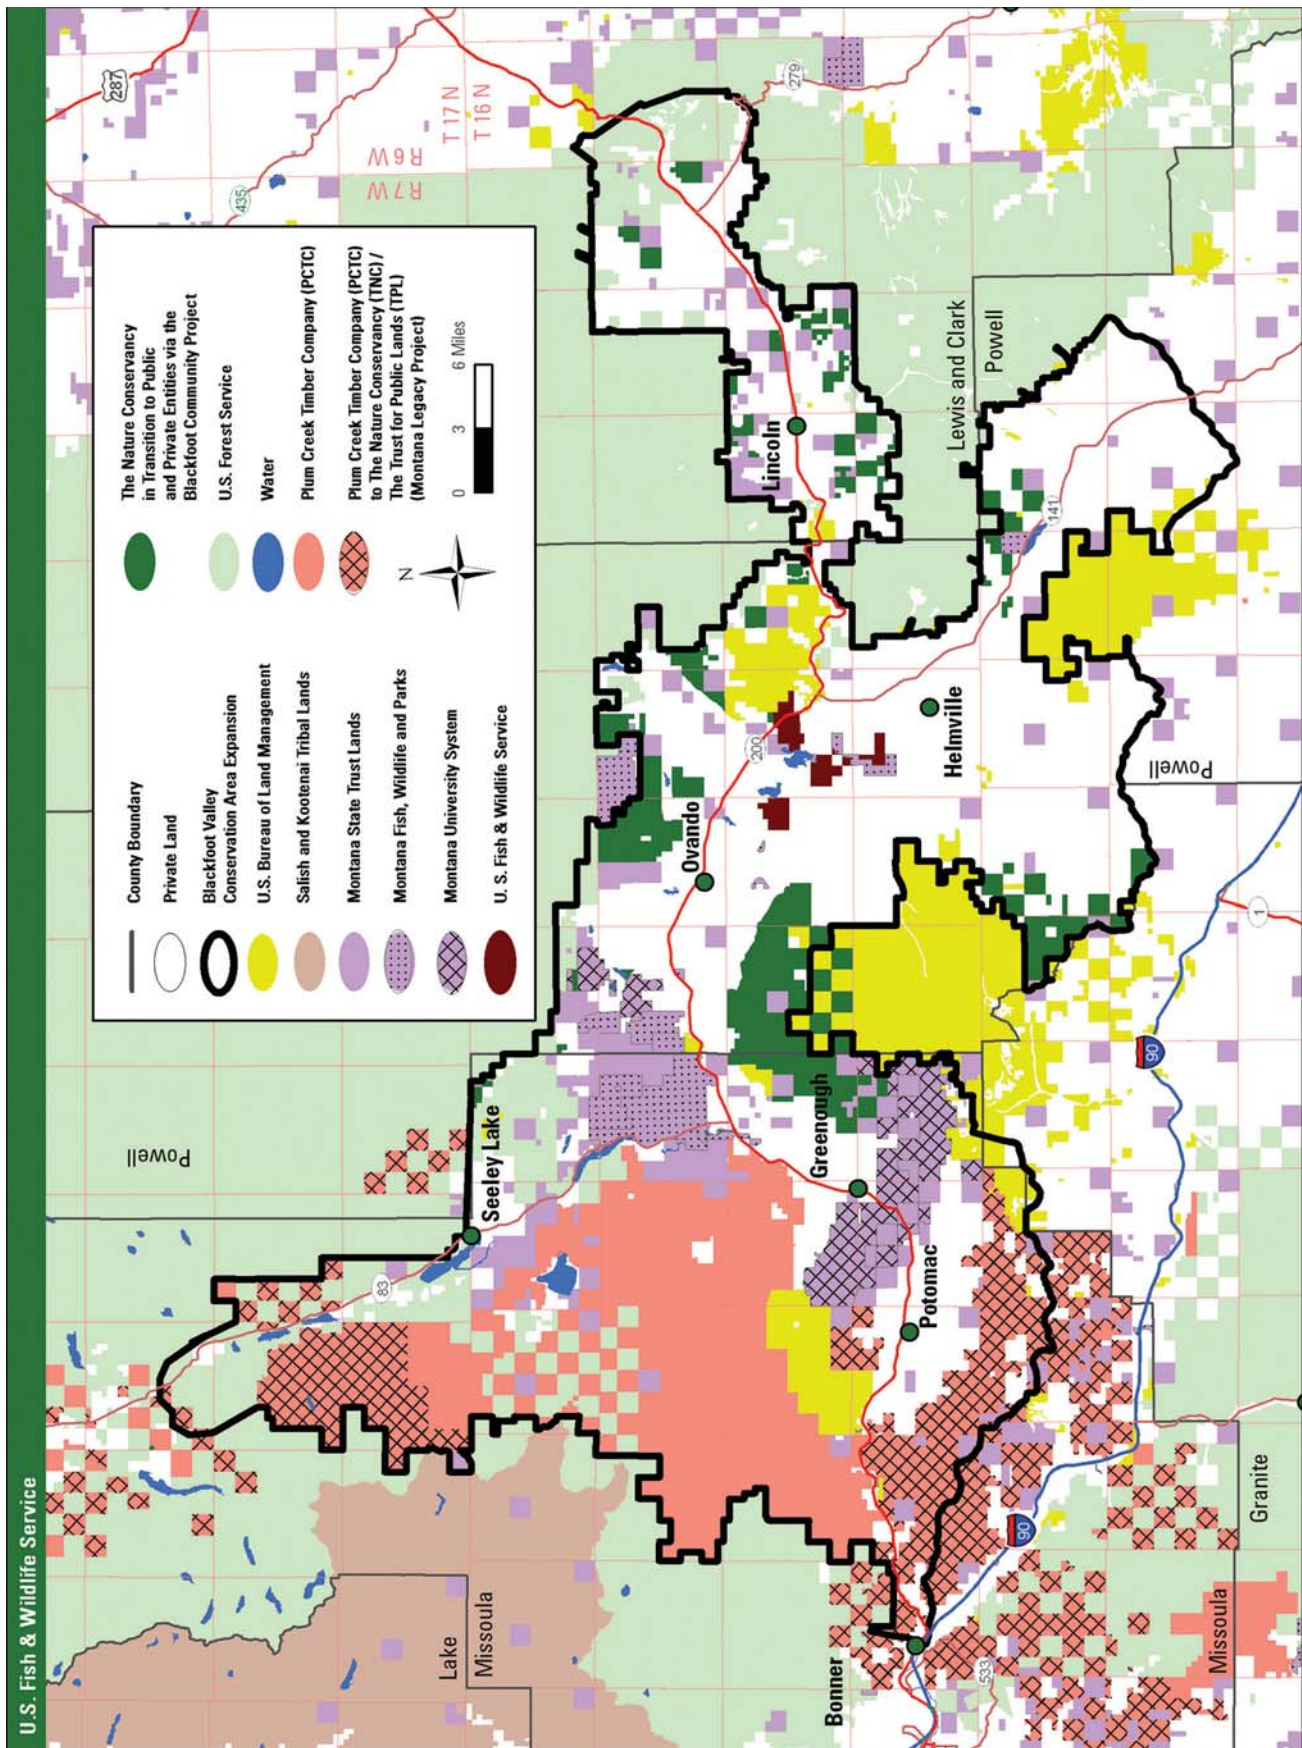 U.S. Fish & Wildlife Service
County Boundary
Private Land
Blackfoot Valley
Conservation Area Expansion
U.S. Bureau of Land Management
Salish and Kootenai Tribal Lands
Montana State Trust Lands
Montana Fish, Wildlife and Parks
Montana University System
U. S. Fish & Wildlife Service
The Nature Conservancy
in Transition to Public
and Private Entities via the
Blackfoot Community Project
U.S. Forest Service
Water
Plum Creek Timber Company (PCTC)
Plum Creek Timber Company (PCTC)
to The Nature Conservancy (TNC) /
The Trust for Public Lands (TPL)
(Montana Legacy Project)
N
0 3 6 Miles
287
435
R 7 W R 6 W
T 17 N
T 16 N
279
Powell
83
Seeley Lake
Lake
Missoula
Ovando
200
Lincoln
Lewis and Clark
Powell
141
Helmville
Powell
Greenough
Potomac
Bonner
90
90
1
533
Missoula
Granite